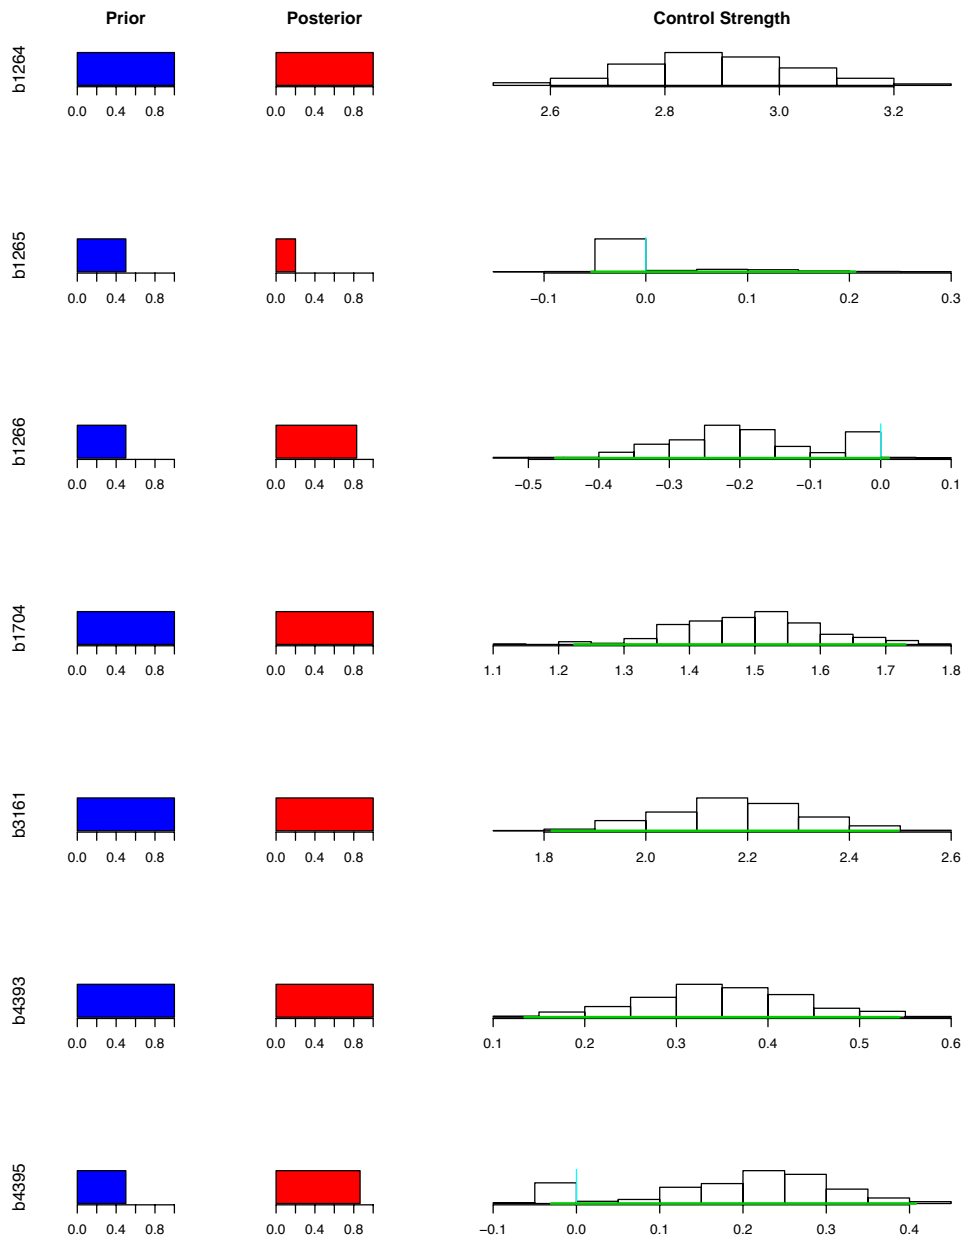 Prior Posterior Control Strength
b1264
0.0 0.4 0.8 0.0 0.4 0.8 2.6 2.8 3.0 3.2
b1265
0.0 0.4 0.8 0.0 0.4 0.8 −0.1 0.0 0.1 0.2 0.3
b1266
0.0 0.4 0.8 0.0 0.4 0.8 −0.5 −0.4 −0.3 −0.2 −0.1 0.0 0.1
b1704
0.0 0.4 0.8 0.0 0.4 0.8 1.1 1.2 1.3 1.4 1.5 1.6 1.7 1.8
b3161
0.0 0.4 0.8 0.0 0.4 0.8 1.8 2.0 2.2 2.4 2.6
b4393
0.0 0.4 0.8 0.0 0.4 0.8 0.1 0.2 0.3 0.4 0.5 0.6
b4395
0.0 0.4 0.8 0.0 0.4 0.8 −0.1 0.0 0.1 0.2 0.3 0.4